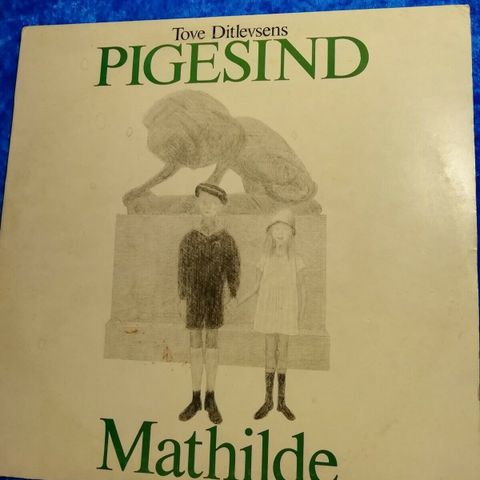 Tove Ditlevsens
PIGESIND
Mathilde